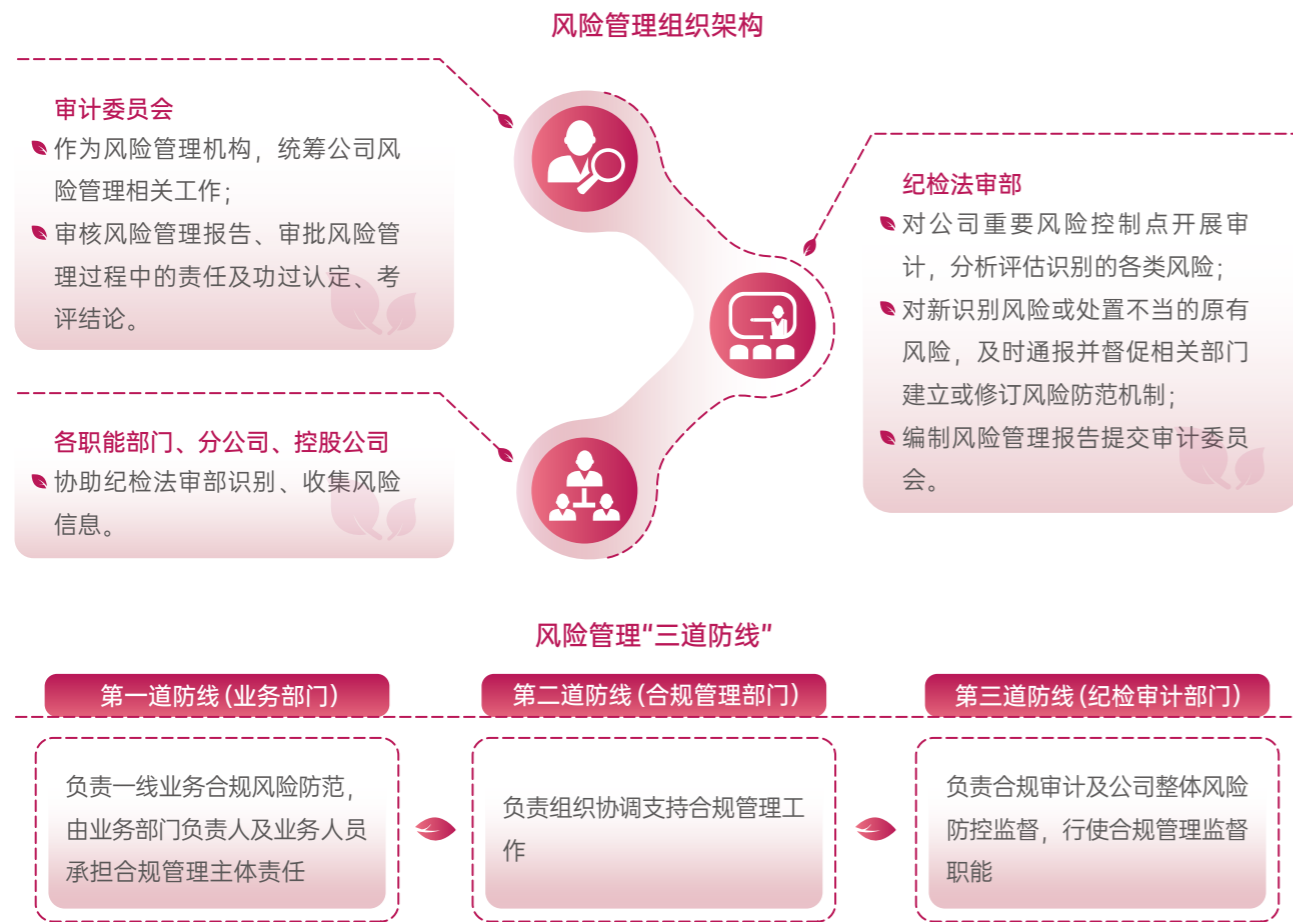 风险管理组织架构
审计委员会
作为风险管理机构，统筹公司风
险管理相关工作；
审核风险管理报告、审批风险管
理过程中的责任及功过认定、考
评结论。
各职能部门、分公司、控股公司
协助纪检法审部识别、收集风险
信息。
纪检法审部
对公司重要风险控制点开展审
计，分析评估识别的各类风险；
对新识别风险或处置不当的原有
风险，及时通报并督促相关部门
建立或修订风险防范机制；
编制风险管理报告提交审计委员
会。
风险管理"三道防线"
第一道防线（业务部门）
负责一线业务合规风险防范，
由业务部门负责人及业务人员
承担合规管理主体责任
第二道防线（合规管理部门）
负责组织协调支持合规管理工
作
第三道防线（纪检审计部门）
负责合规审计及公司整体风险
防控监督，行使合规管理监督
职能